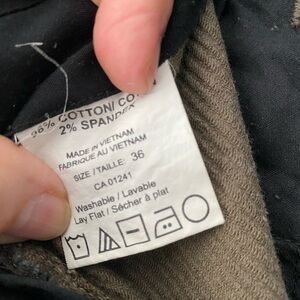 98% COTTON/ CO
2% SPANDEX
MADE IN VIETNAM
FABRIQUE AU VIETNAM
SIZE / TAILLE: 36
CA 01241
Washable / Lavable
Lay Flat / Sécher à plat